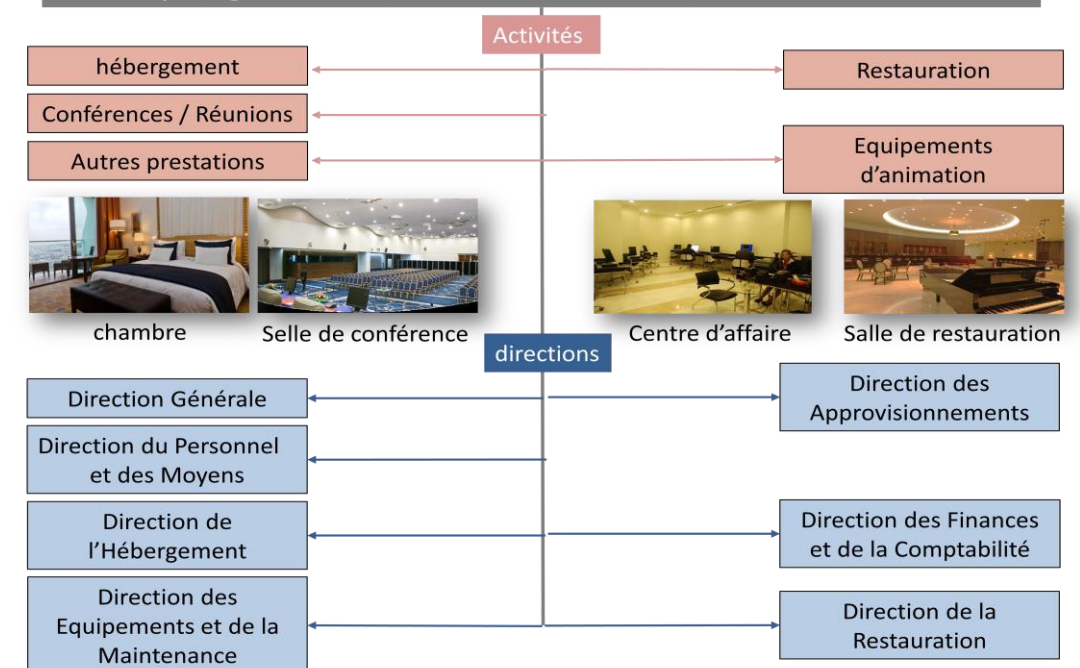 Activités
hébergement
Restauration
Conférences / Réunions
Autres prestations
Equipements
d’animation
chambre
Selle de conférence
Centre d’affaire
Salle de restauration
directions
Direction Générale
Direction des
Approvisionnements
Direction du Personnel
et des Moyens
Direction de
l’Hébergement
Direction des Finances
et de la Comptabilité
Direction des
Equipements et de la
Maintenance
Direction de la
Restauration